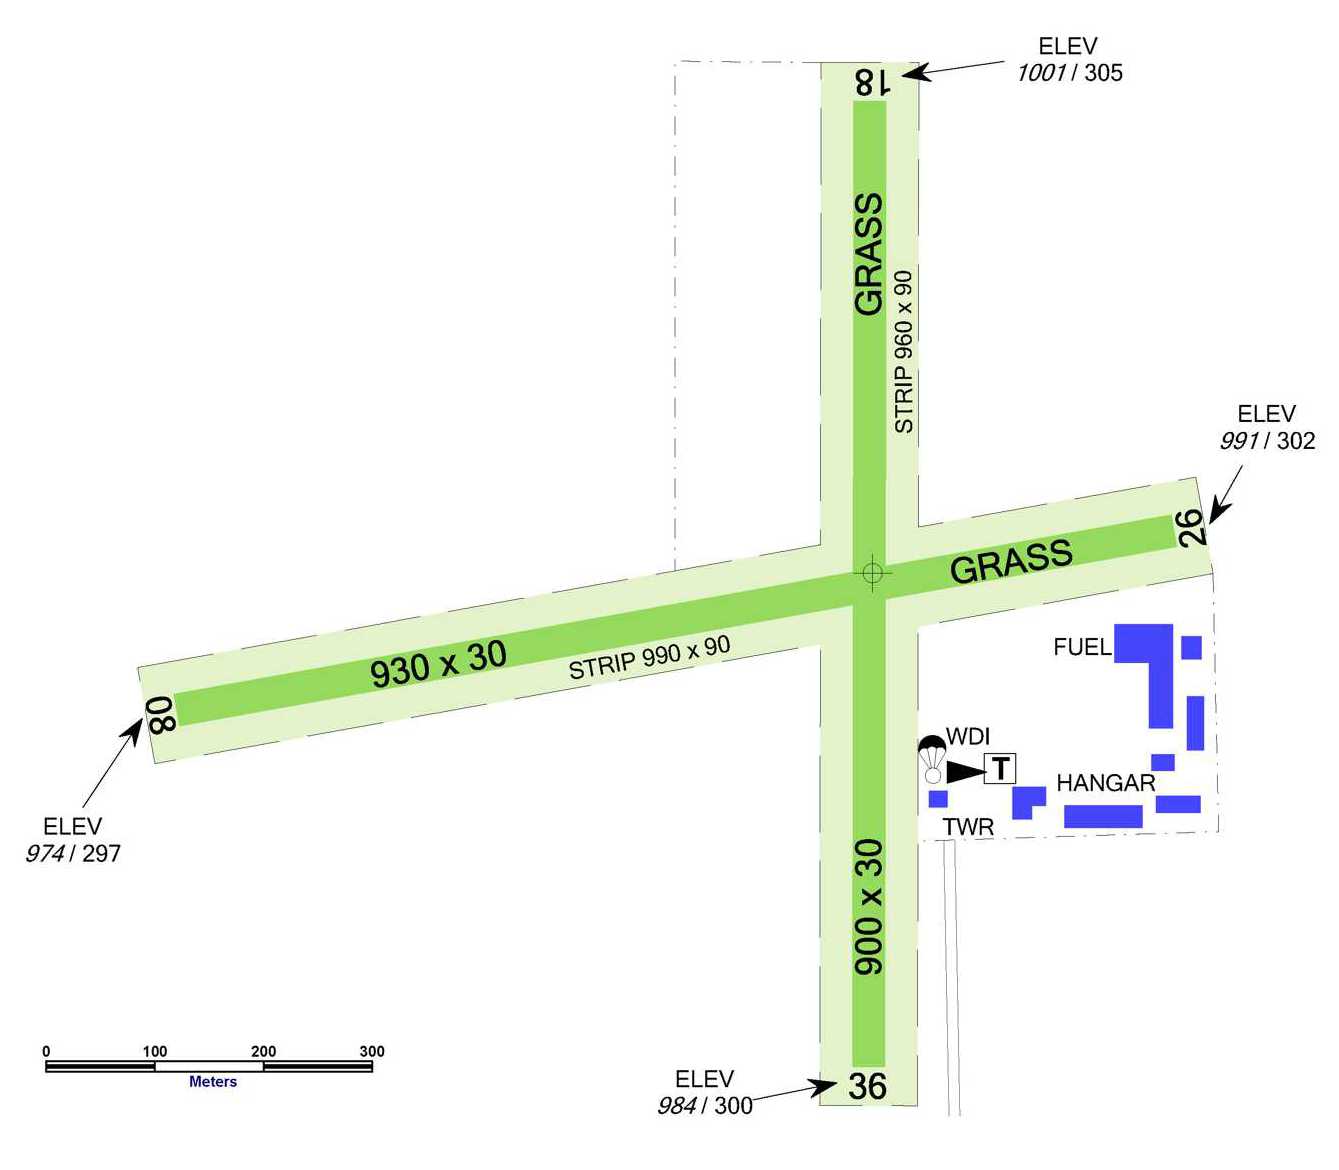 ELEV
1001 / 305
18
GRASS
STRIP 960 x 90
ELEV
991 / 302
26
GRASS
930 x 30
STRIP 990 x 90
08
ELEV
974 / 297
FUEL
WDI
T
HANGAR
TWR
900 x 30
0 100 200 300
Meters
ELEV
984 / 300
36